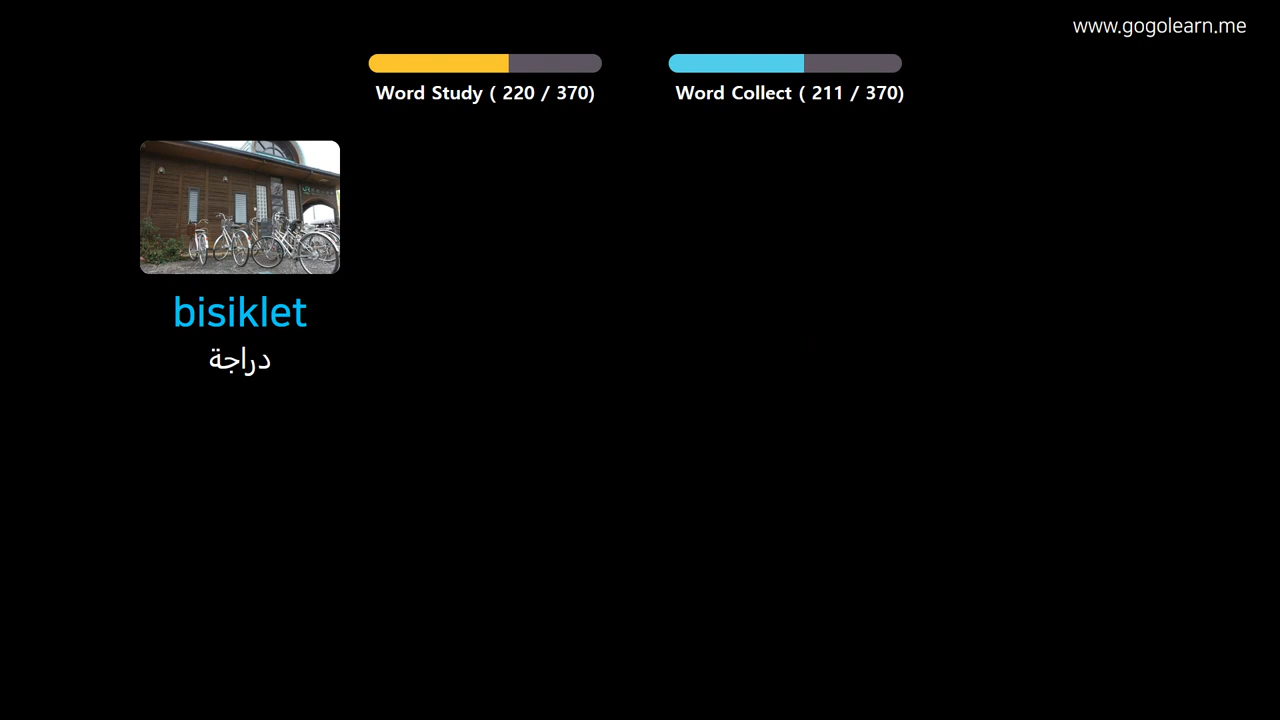 www.gogolearn.me
Word Study ( 220 / 370)
Word Collect ( 211 / 370)
bisiklet
دراجة